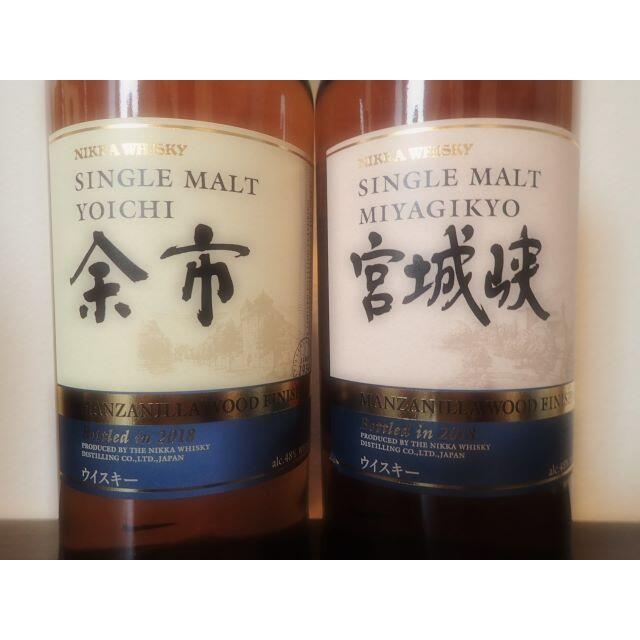 NIKKA WHISKY
SINGLE MALT
YOICHI
余市
MANZANILLA WOOD FINISH
Bottled in 2018
PRODUCED BY THE NIKKA WHISKY
DISTILLING CO.,LTD.,JAPAN
alc.48%
ウイスキー
NIKKA WHISKY
SINGLE MALT
MIYAGIKYO
宮城峡
MANZANILLA WOOD FINISH
Bottled in 2018
PRODUCED BY THE NIKKA WHISKY
DISTILLING CO.,LTD.,JAPAN
ウイスキー